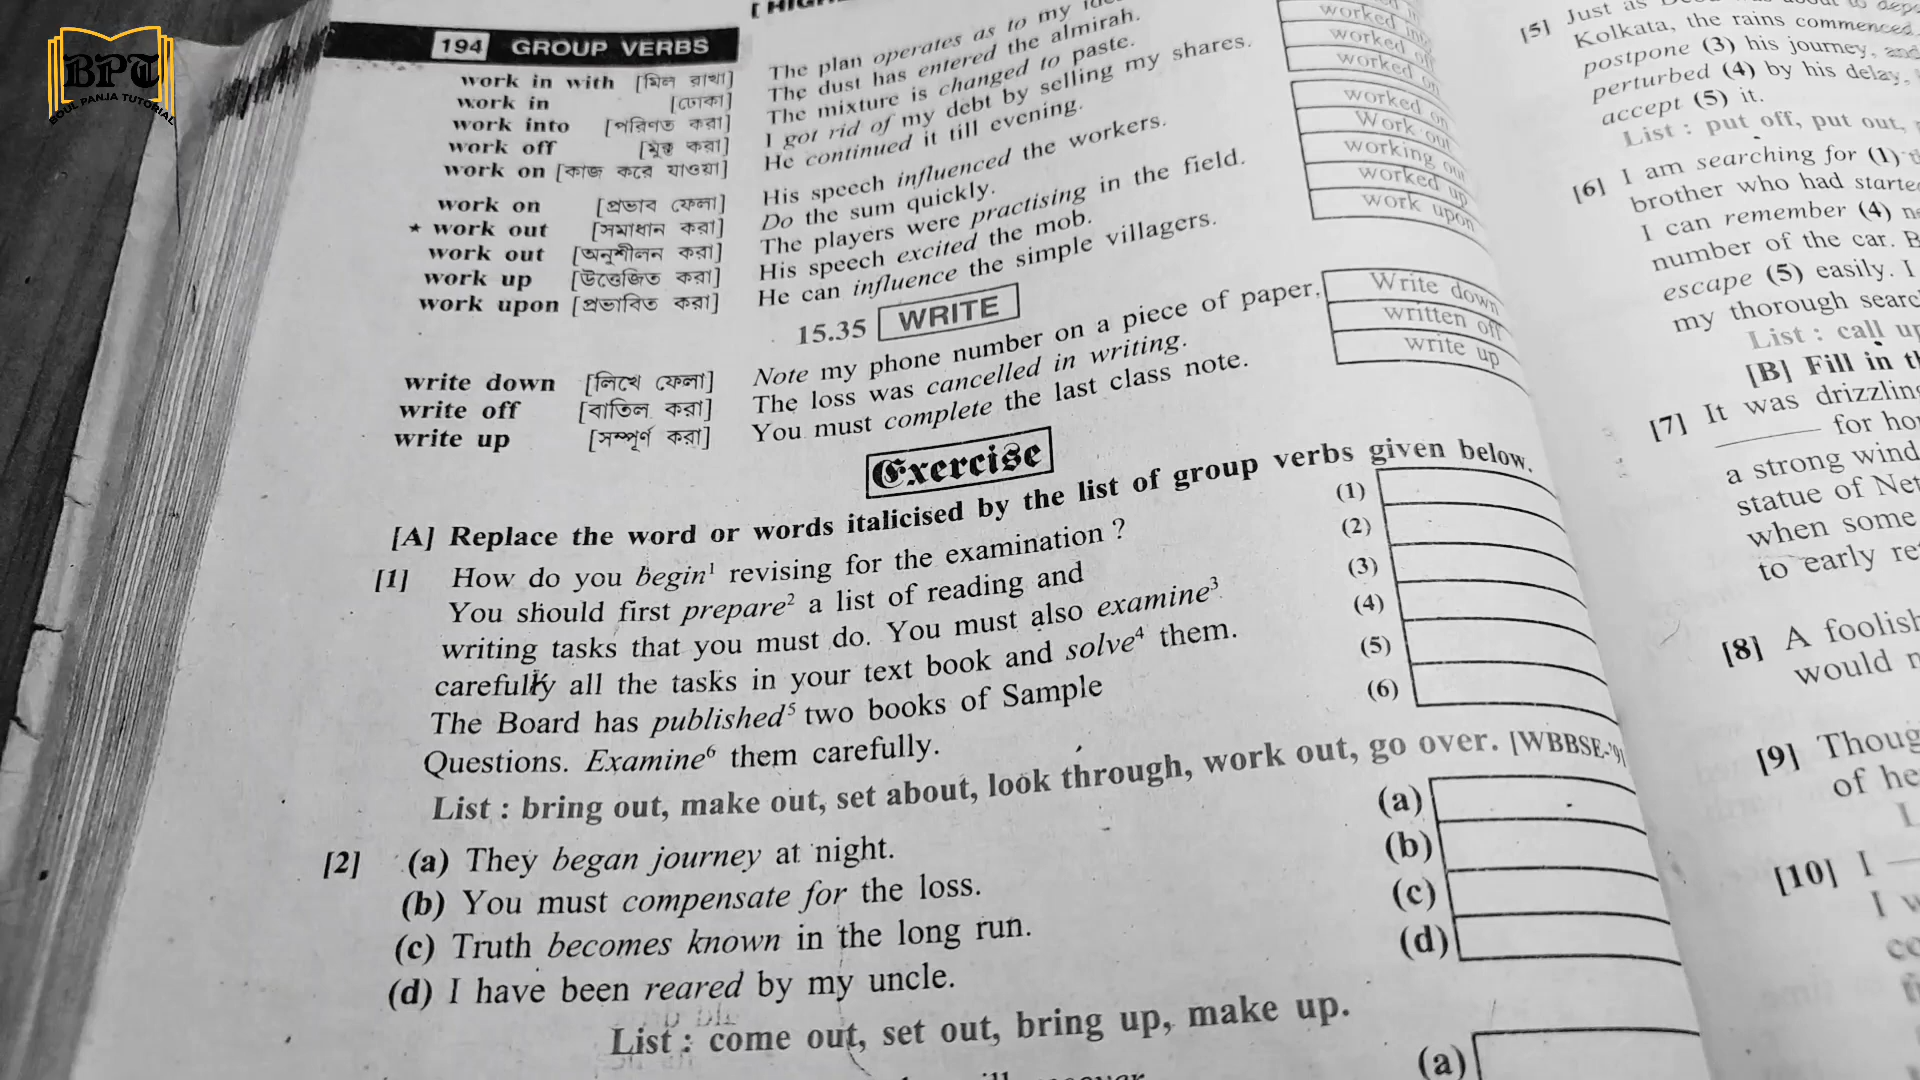 BPT
BOUL PANJA TUTORIAL
194 GROUP VERBS
work in with [মিল রাখা] The plan operates as to my
work in [ঢোকা] The dust has entered the almirah.
work into [পরিণত করা] The mixture is changed to paste.
work off [মুক্ত করা] I got rid of my debt by selling my shares.
work on [কাজ করে যাওয়া] He continued it till evening.
work on [প্রভাব ফেলা] His speech influenced the workers.
★ work out [সমাধান করা] Do the sum quickly.
work out [অনুশীলন করা] The players were practising in the field.
work up [উত্তেজিত করা] His speech excited the mob.
work upon [প্রভাবিত করা] He can influence the simple villagers.
worked into
worked off
worked on
worked on
Work out
working out
worked up
work upon
15.35 WRITE
write down [লিখে ফেলা] Note my phone number on a piece of paper. Write down
write off [বাতিল করা] The loss was cancelled in writing. written off
write up [সম্পূর্ণ করা] You must complete the last class note. write up
Exercise
[A] Replace the word or words italicised by the list of group verbs given below.
[1] How do you begin¹ revising for the examination ?
You should first prepare² a list of reading and
writing tasks that you must do. You must also examine³
carefully all the tasks in your text book and solve⁴ them.
The Board has published⁵ two books of Sample
Questions. Examine⁶ them carefully.
(1)
(2)
(3)
(4)
(5)
(6)
List : bring out, make out, set about, look through, work out, go over. [WBBSE-'9
[2] (a) They began journey at night. (a)
(b) You must compensate for the loss. (b)
(c) Truth becomes known in the long run. (c)
(d) I have been reared by my uncle. (d)
List : come out, set out, bring up, make up.
(a)
[5] Just as
Kolkata, the rains commenced
postpone (3) his journey, and
perturbed (4) by his delay,
accept (5) it.
List : put off, put out,
[6] I am searching for (1)
brother who had started
I can remember (4)
number of the car.
escape (5) easily. I
my thorough
List : call up
[B] Fill in
[7] It was drizzling
for
a strong wind
statue of
when some
to early
[8] A foolish
would
[9]
of he
[10] I
I